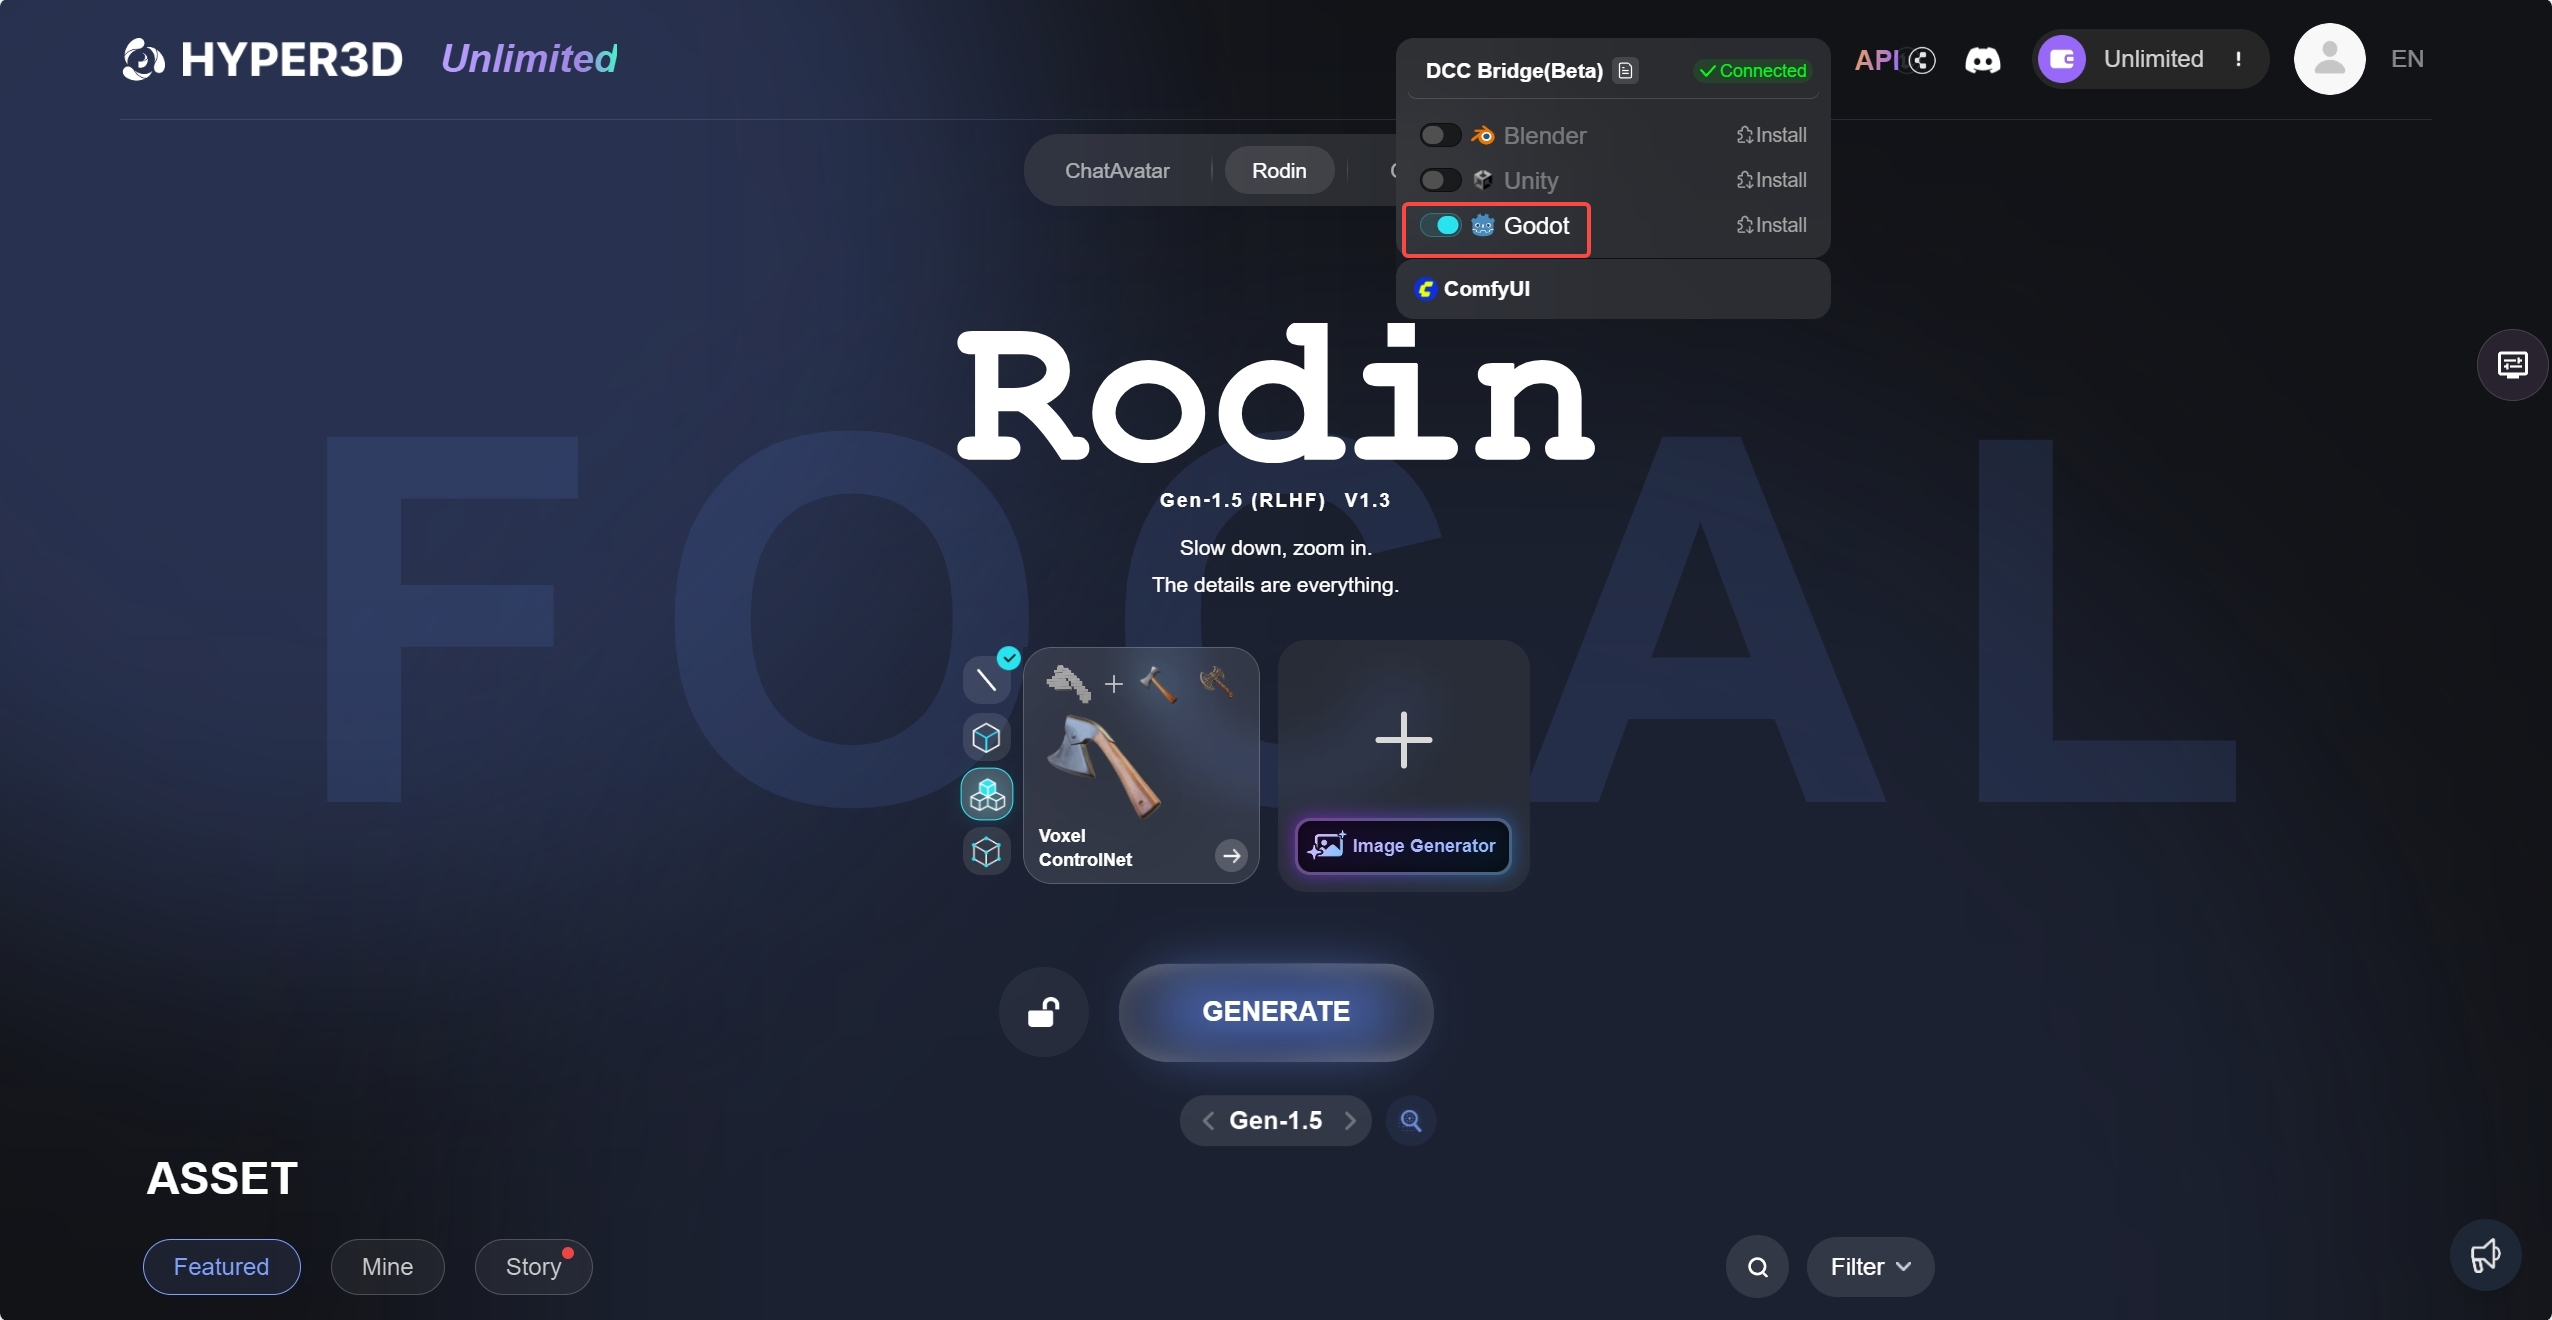 HYPER3D Unlimited
DCC Bridge(Beta) Connected
API
Unlimited
EN
Blender Install
Unity Install
Godot Install
ComfyUI
ChatAvatar Rodin
FOCAL
Rodin
Gen-1.5 (RLHF) V1.3
Slow down, zoom in.
The details are everything.
Voxel
ControlNet
Image Generator
GENERATE
Gen-1.5
ASSET
Featured Mine Story
Filter